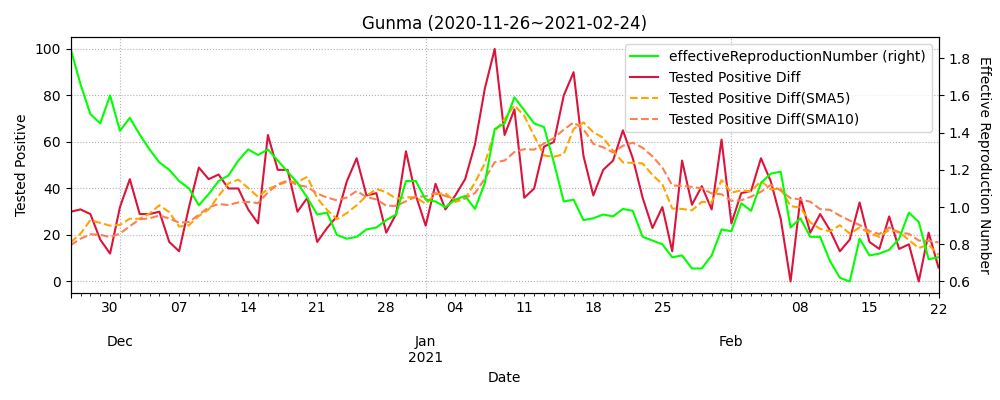 Gunma (2020-11-26~2021-02-24)
effectiveReproductionNumber (right)
Tested Positive Diff
Tested Positive Diff(SMA5)
Tested Positive Diff(SMA10)
Tested Positive
100
80
60
40
20
0
Effective Reproduction Number
1.8
1.6
1.4
1.2
1.0
0.8
0.6
30 07 14 21 28 04 11 18 25 08 15 22
Dec Jan Feb
2021
Date